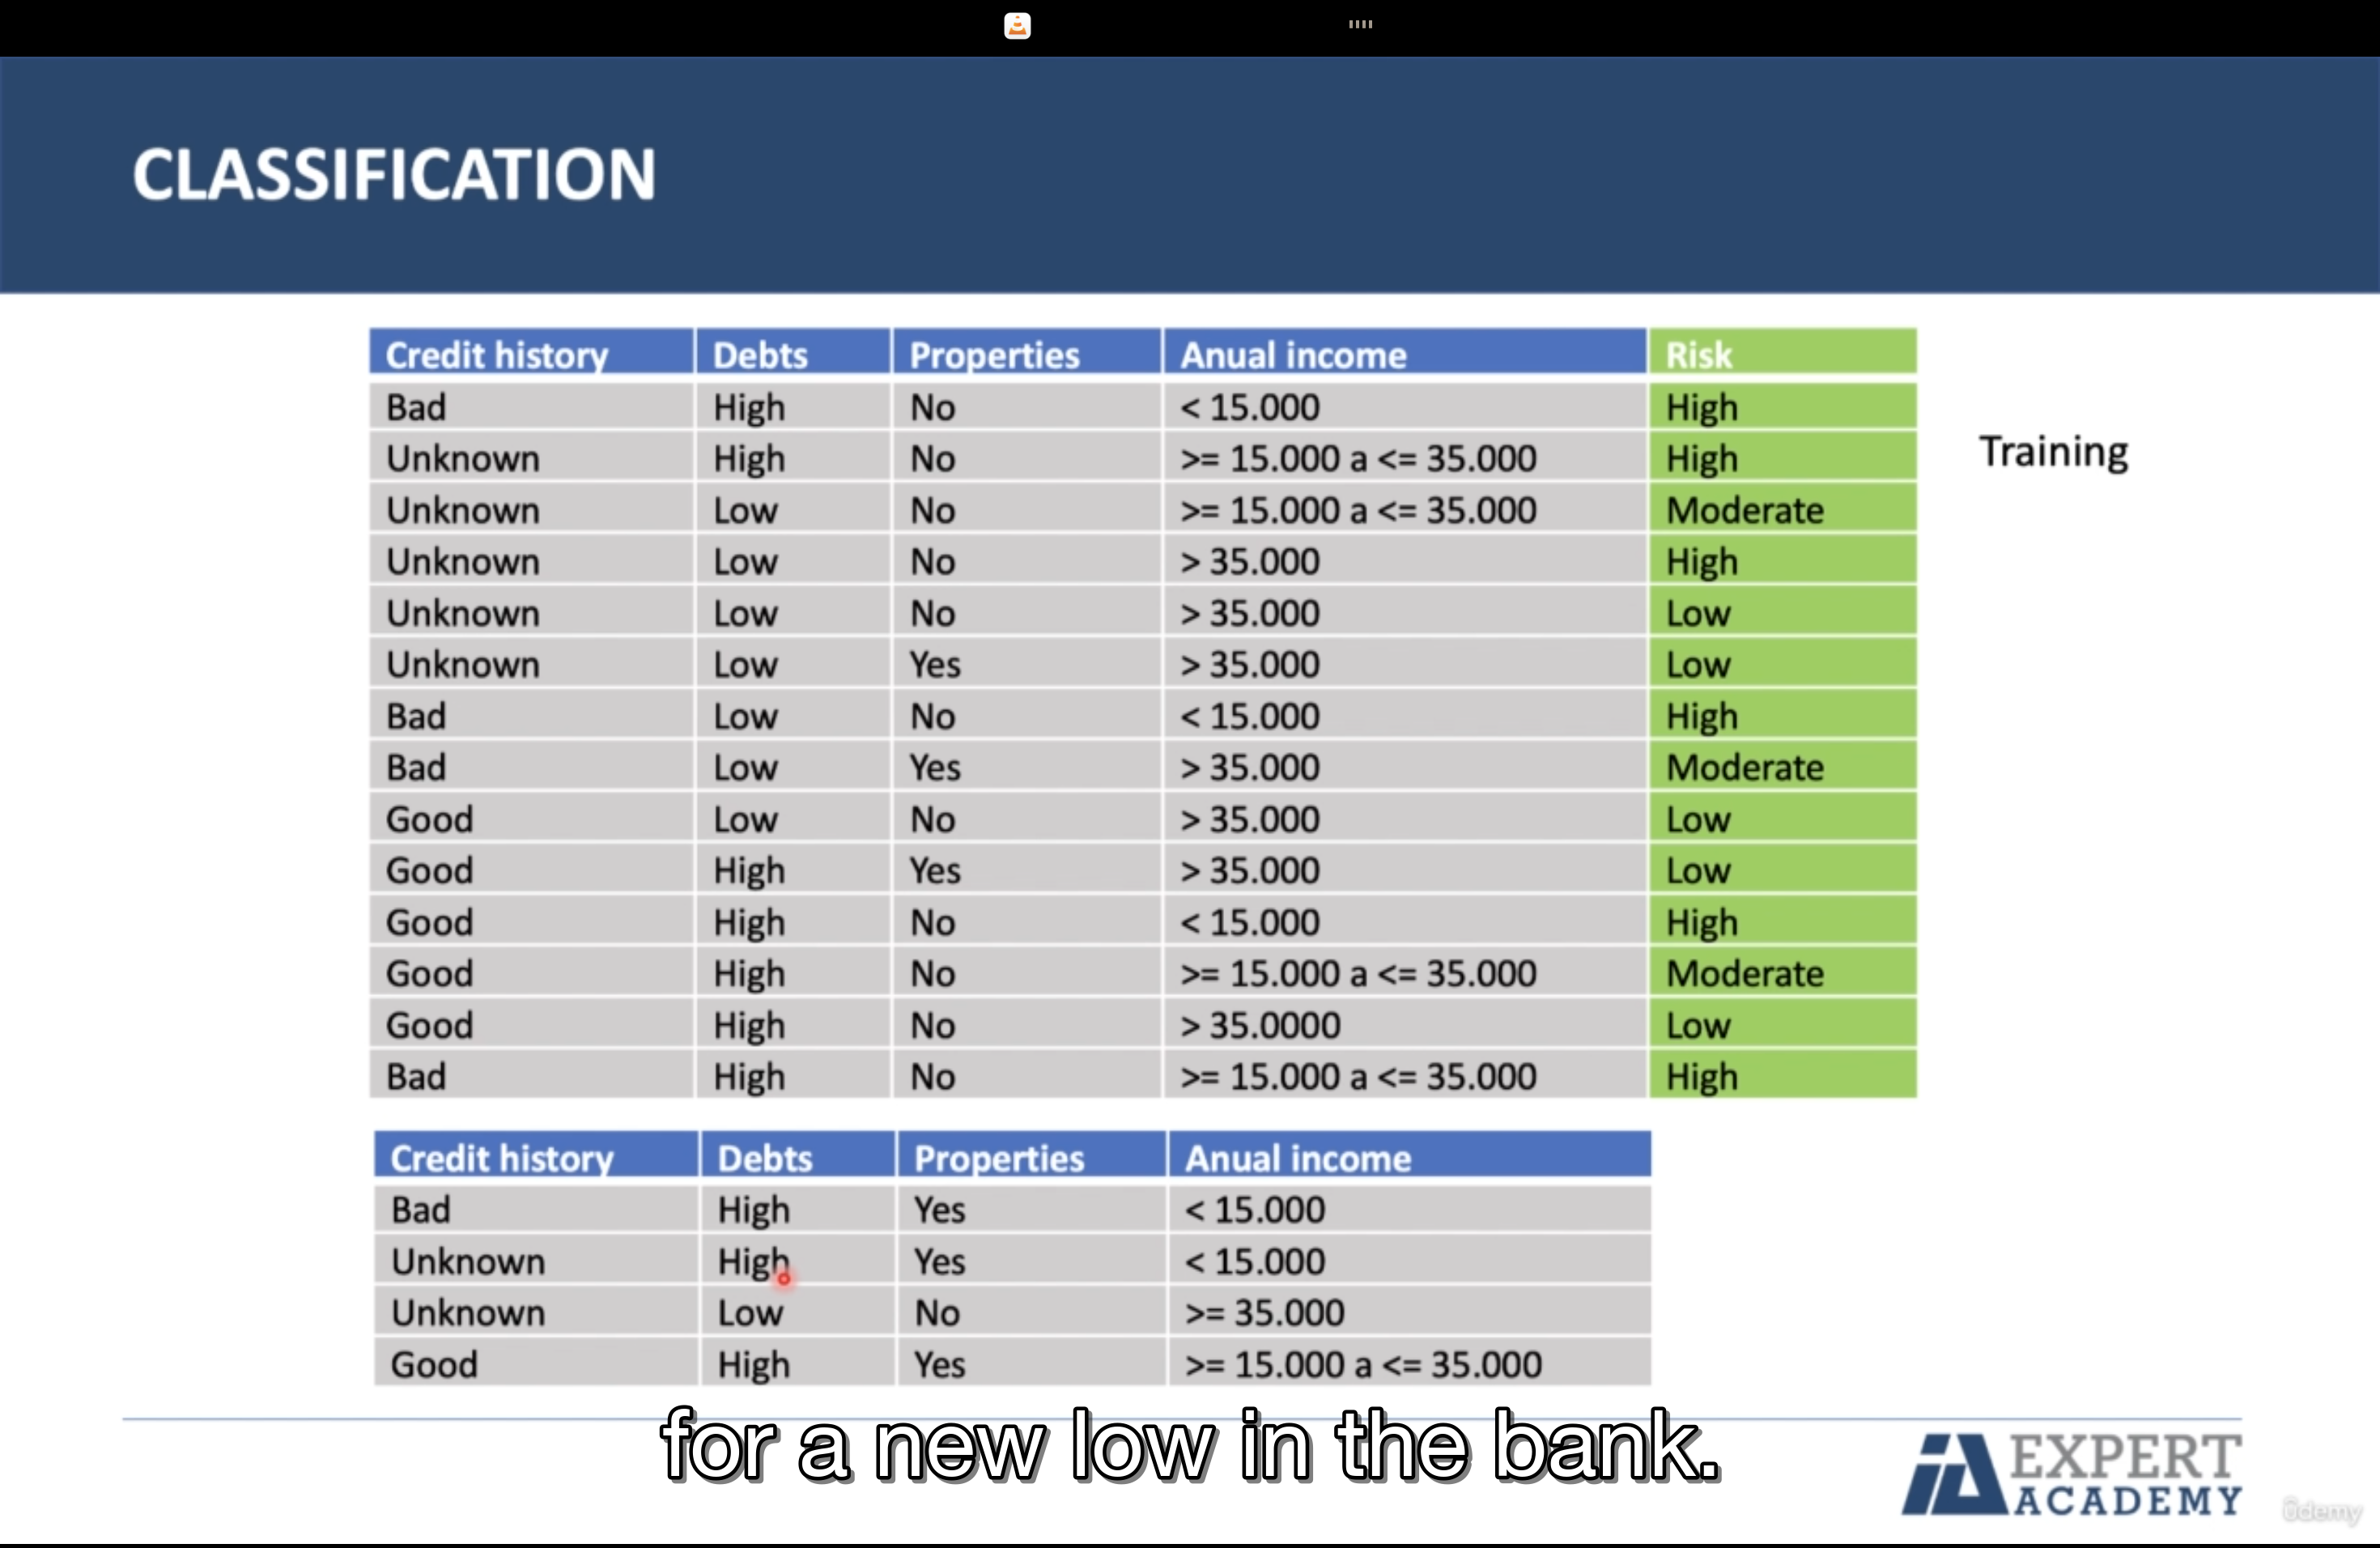 CLASSIFICATION
Credit history Debts Properties Anual income Risk
Bad High No < 15.000 High
Unknown High No >= 15.000 a <= 35.000 High
Training
Unknown Low No >= 15.000 a <= 35.000 Moderate
Unknown Low No > 35.000 High
Unknown Low No > 35.000 Low
Unknown Low Yes > 35.000 Low
Bad Low No < 15.000 High
Bad Low Yes > 35.000 Moderate
Good Low No > 35.000 Low
Good High Yes > 35.000 Low
Good High No < 15.000 High
Good High No >= 15.000 a <= 35.000 Moderate
Good High No > 35.0000 Low
Bad High No >= 15.000 a <= 35.000 High
Credit history Debts Properties Anual income
Bad High Yes < 15.000
Unknown High Yes < 15.000
Unknown Low No >= 35.000
Good High Yes >= 15.000 a <= 35.000
for a new low in the bank.
iA EXPERT
ACADEMY
ûdemy